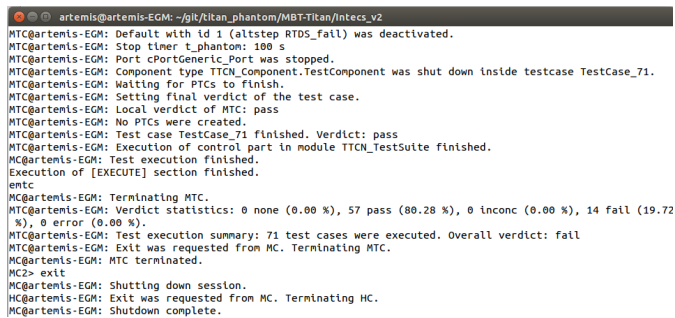 artemis@artemis-EGM: ~/git/titan_phantom/MBT-Titan/Intecs_v2
MTC@artemis-EGM: Default with id 1 (altstep RTDS_fail) was deactivated.
MTC@artemis-EGM: Stop timer t_phantom: 100 s
MTC@artemis-EGM: Port cPortGeneric_Port was stopped.
MTC@artemis-EGM: Component type TTCN_Component.TestComponent was shut down inside testcase TestCase_71.
MTC@artemis-EGM: Waiting for PTCs to finish.
MTC@artemis-EGM: Setting final verdict of the test case.
MTC@artemis-EGM: Local verdict of MTC: pass
MTC@artemis-EGM: No PTCs were created.
MTC@artemis-EGM: Test case TestCase_71 finished. Verdict: pass
MTC@artemis-EGM: Execution of control part in module TTCN_TestSuite finished.
MC@artemis-EGM: Test execution finished.
Execution of [EXECUTE] section finished.
emtc
MC@artemis-EGM: Terminating MTC.
MTC@artemis-EGM: Verdict statistics: 0 none (0.00 %), 57 pass (80.28 %), 0 inconc (0.00 %), 14 fail (19.72
 %), 0 error (0.00 %).
MTC@artemis-EGM: Test execution summary: 71 test cases were executed. Overall verdict: fail
MTC@artemis-EGM: Exit was requested from MC. Terminating MTC.
MC@artemis-EGM: MTC terminated.
MC2> exit
MC@artemis-EGM: Shutting down session.
HC@artemis-EGM: Exit was requested from MC. Terminating HC.
MC@artemis-EGM: Shutdown complete.